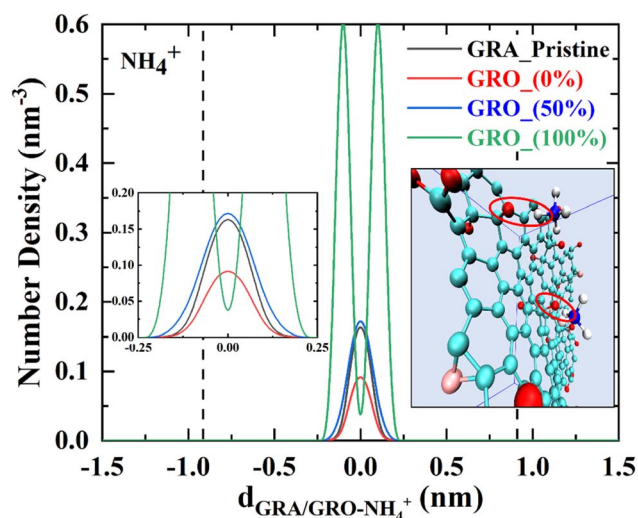 NH₄⁺
GRA_Pristine
GRO_(0%)
GRO_(50%)
GRO_(100%)
Number Density (nm⁻³)
0.6
0.5
0.4
0.3
0.2
0.1
0.0
0.20
0.15
0.10
0.05
0.00
-0.25 0.00 0.25
-1.5 -1.0 -0.5 0.0 0.5 1.0 1.5
d_GRA/GRO-NH₄⁺ (nm)